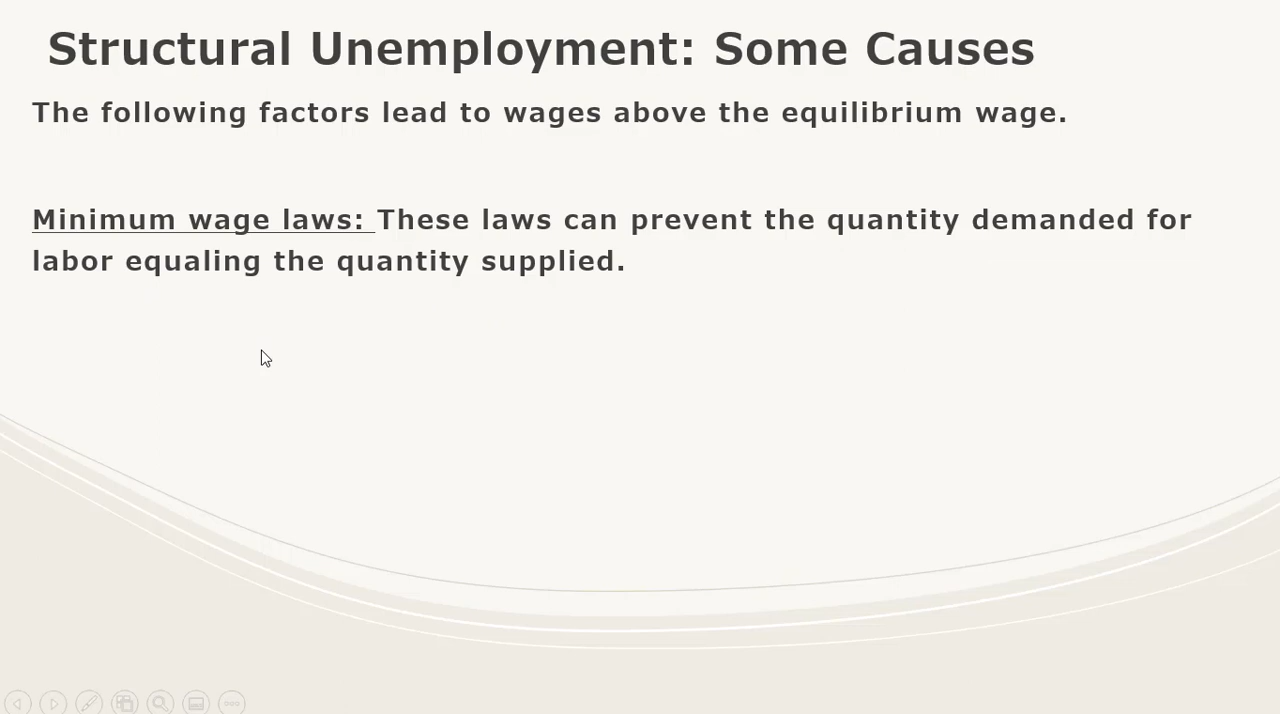 Structural Unemployment: Some Causes
The following factors lead to wages above the equilibrium wage.
Minimum wage laws: These laws can prevent the quantity demanded for
labor equaling the quantity supplied.